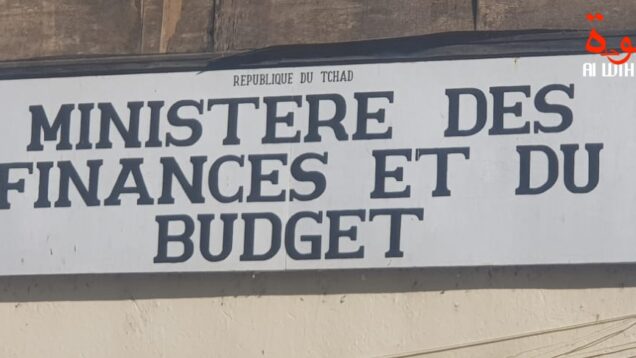 REPUBLIQUE DU TCHAD
MINISTERE DES
FINANCES ET DU
BUDGET